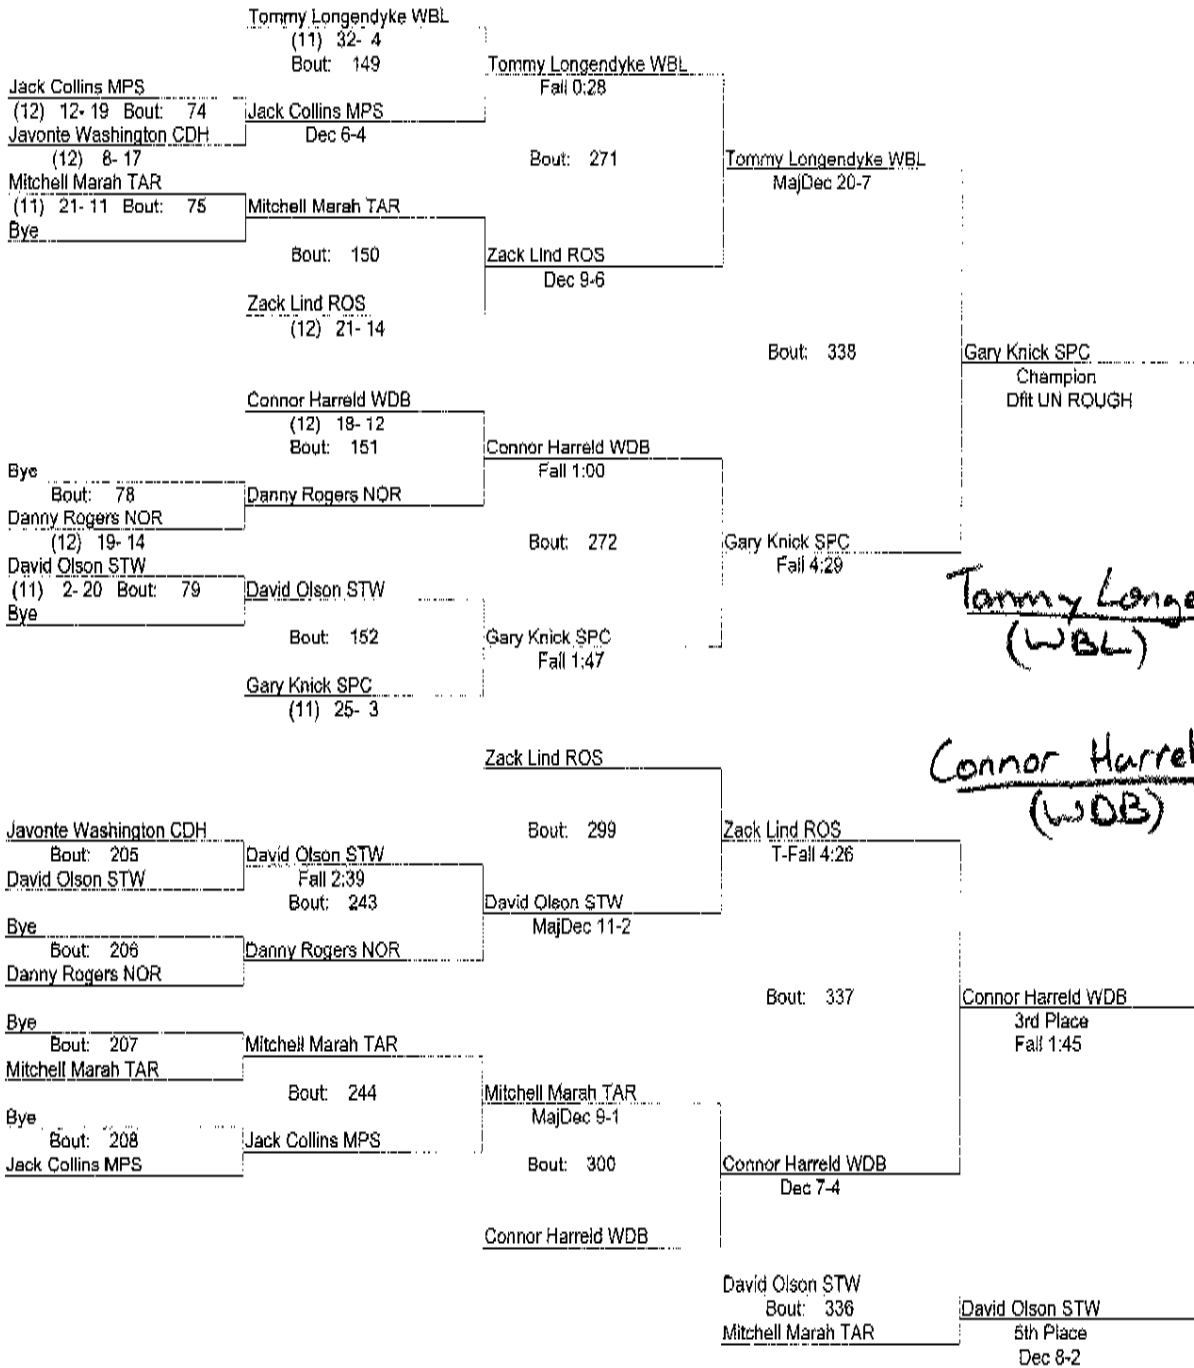 Tommy Longendyke WBL
(11) 32- 4
Bout: 149
Tommy Longendyke WBL
Fall 0:28
Jack Collins MPS
(12) 12- 19 Bout: 74
Jack Collins MPS
Dec 6-4
Javonte Washington CDH
(12) 8- 17
Bout: 271
Tommy Longendyke WBL
MajDec 20-7
Mitchell Marah TAR
(11) 21- 11 Bout: 75
Mitchell Marah TAR
Bye
Bout: 150
Zack Lind ROS
Dec 9-6
Zack Lind ROS
(12) 21- 14
Bout: 338
Gary Knick SPC
Champion
Dflt UN ROUGH
Connor Harreld WDB
(12) 18- 12
Bout: 151
Connor Harreld WDB
Fall 1:00
Bye
Bout: 78
Danny Rogers NOR
Danny Rogers NOR
(12) 19- 14
Bout: 272
Gary Knick SPC
Fall 4:29
David Olson STW
(11) 2- 20 Bout: 79
David Olson STW
Bye
Bout: 152
Gary Knick SPC
Fall 1:47
Gary Knick SPC
(11) 25- 3
Tommy Longe
(WBL)
Connor Harrel
(WDB)
Zack Lind ROS
Bout: 299
Zack Lind ROS
T-Fall 4:26
Javonte Washington CDH
Bout: 205
David Olson STW
David Olson STW
Fall 2:39
Bout: 243
David Olson STW
MajDec 11-2
Bye
Bout: 206
Danny Rogers NOR
Danny Rogers NOR
Bout: 337
Connor Harreld WDB
3rd Place
Fall 1:45
Bye
Bout: 207
Mitchell Marah TAR
Mitchell Marah TAR
Bout: 244
Mitchell Marah TAR
MajDec 9-1
Bye
Bout: 208
Jack Collins MPS
Jack Collins MPS
Bout: 300
Connor Harreld WDB
Dec 7-4
Connor Harreld WDB
David Olson STW
Bout: 336
David Olson STW
Mitchell Marah TAR
5th Place
Dec 8-2